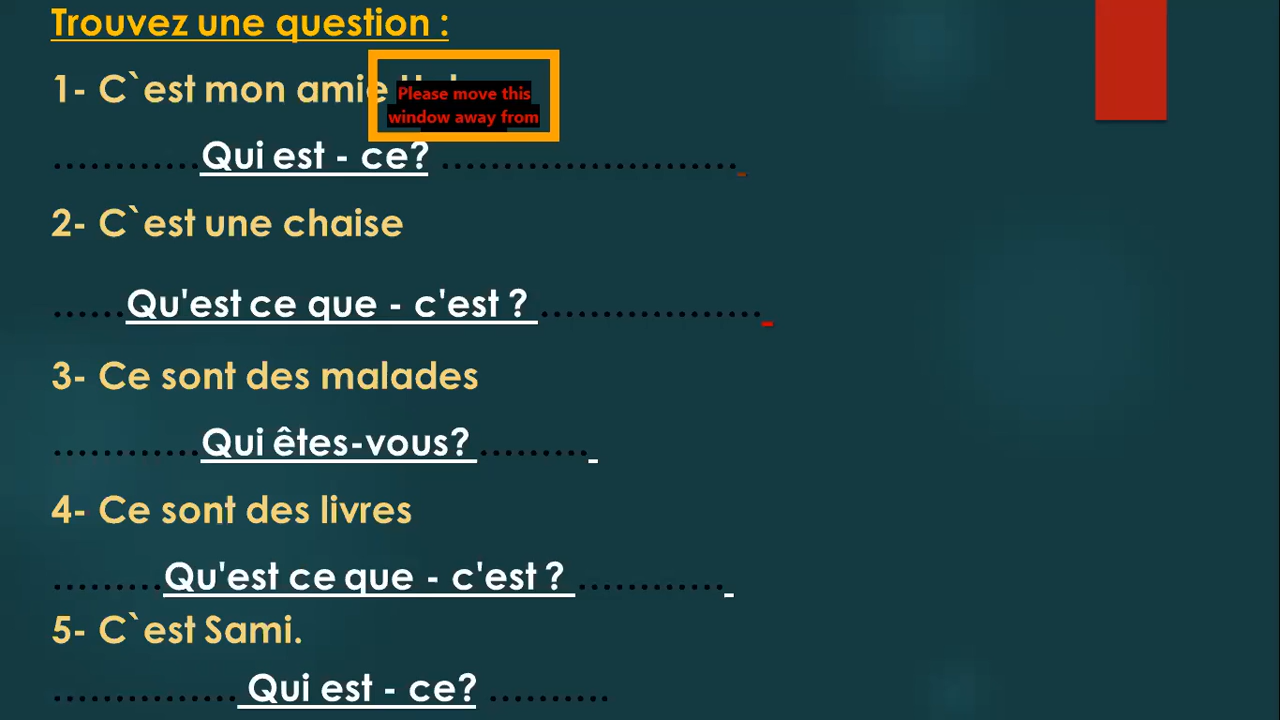 Trouvez une question :
1- C`est mon amie
Please move this
window away from
............Qui est - ce? ........................
2- C`est une chaise
......Qu'est ce que - c'est ? ..................
3- Ce sont des malades
............Qui êtes-vous? .........
4- Ce sont des livres
.........Qu'est ce que - c'est ? ............
5- C`est Sami.
............... Qui est - ce? ..........